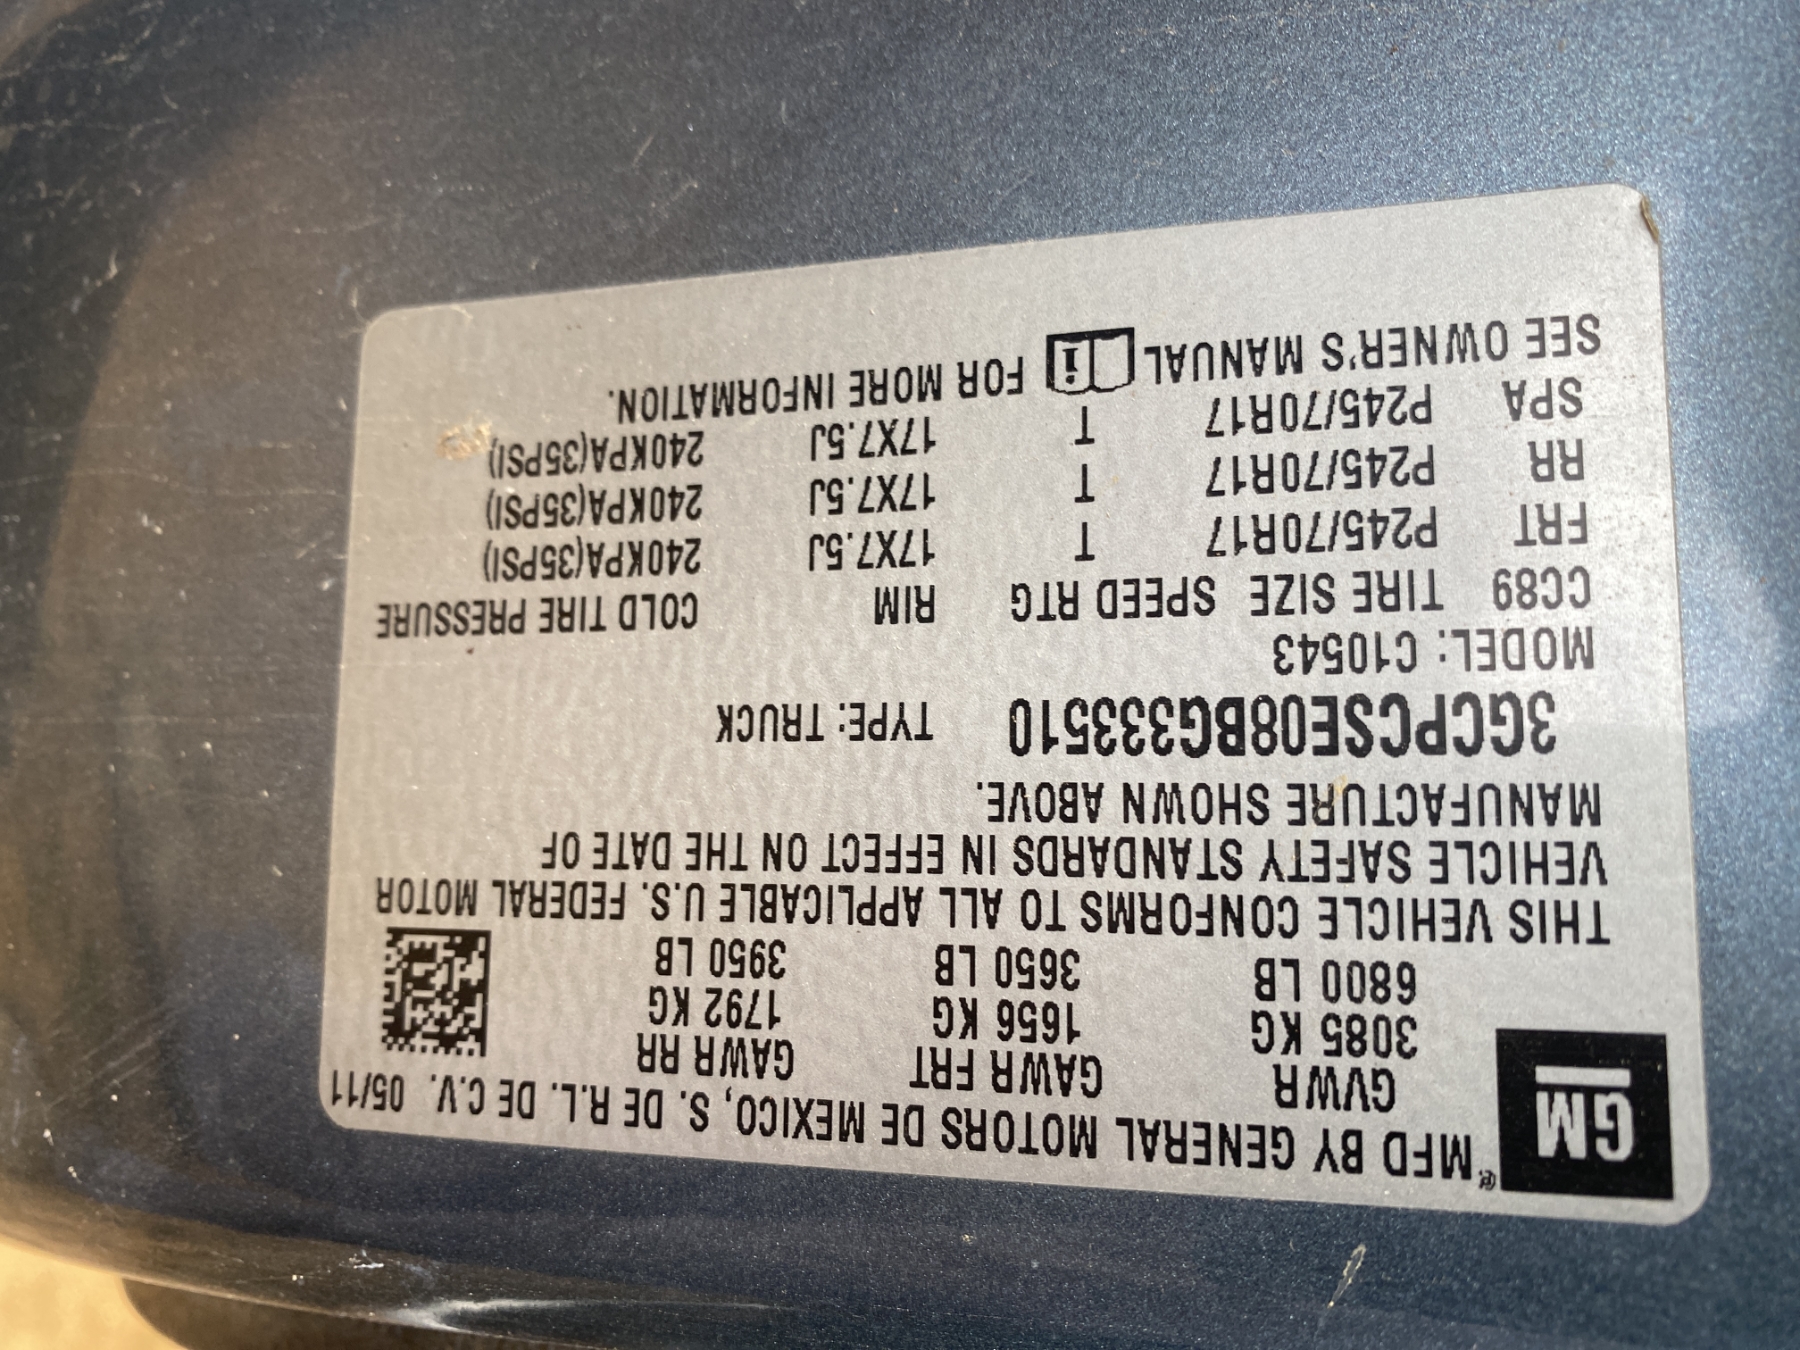 GM ® MFD BY GENERAL MOTORS DE MEXICO, S. DE R.L. DE C.V. 05/11
GVWR GAWR FRT GAWR RR
3085 KG 1656 KG 1792 KG
6800 LB 3650 LB 3950 LB
THIS VEHICLE CONFORMS TO ALL APPLICABLE U.S. FEDERAL MOTOR
VEHICLE SAFETY STANDARDS IN EFFECT ON THE DATE OF
MANUFACTURE SHOWN ABOVE.
3GCPCSE08BG333510 TYPE: TRUCK
MODEL: C10543
CC89 TIRE SIZE SPEED RTG RIM COLD TIRE PRESSURE
FRT P245/70R17 T 17X7.5J 240KPA(35PSI)
RR P245/70R17 T 17X7.5J 240KPA(35PSI)
SPA P245/70R17 T 17X7.5J 240KPA(35PSI)
SEE OWNER'S MANUAL i FOR MORE INFORMATION.